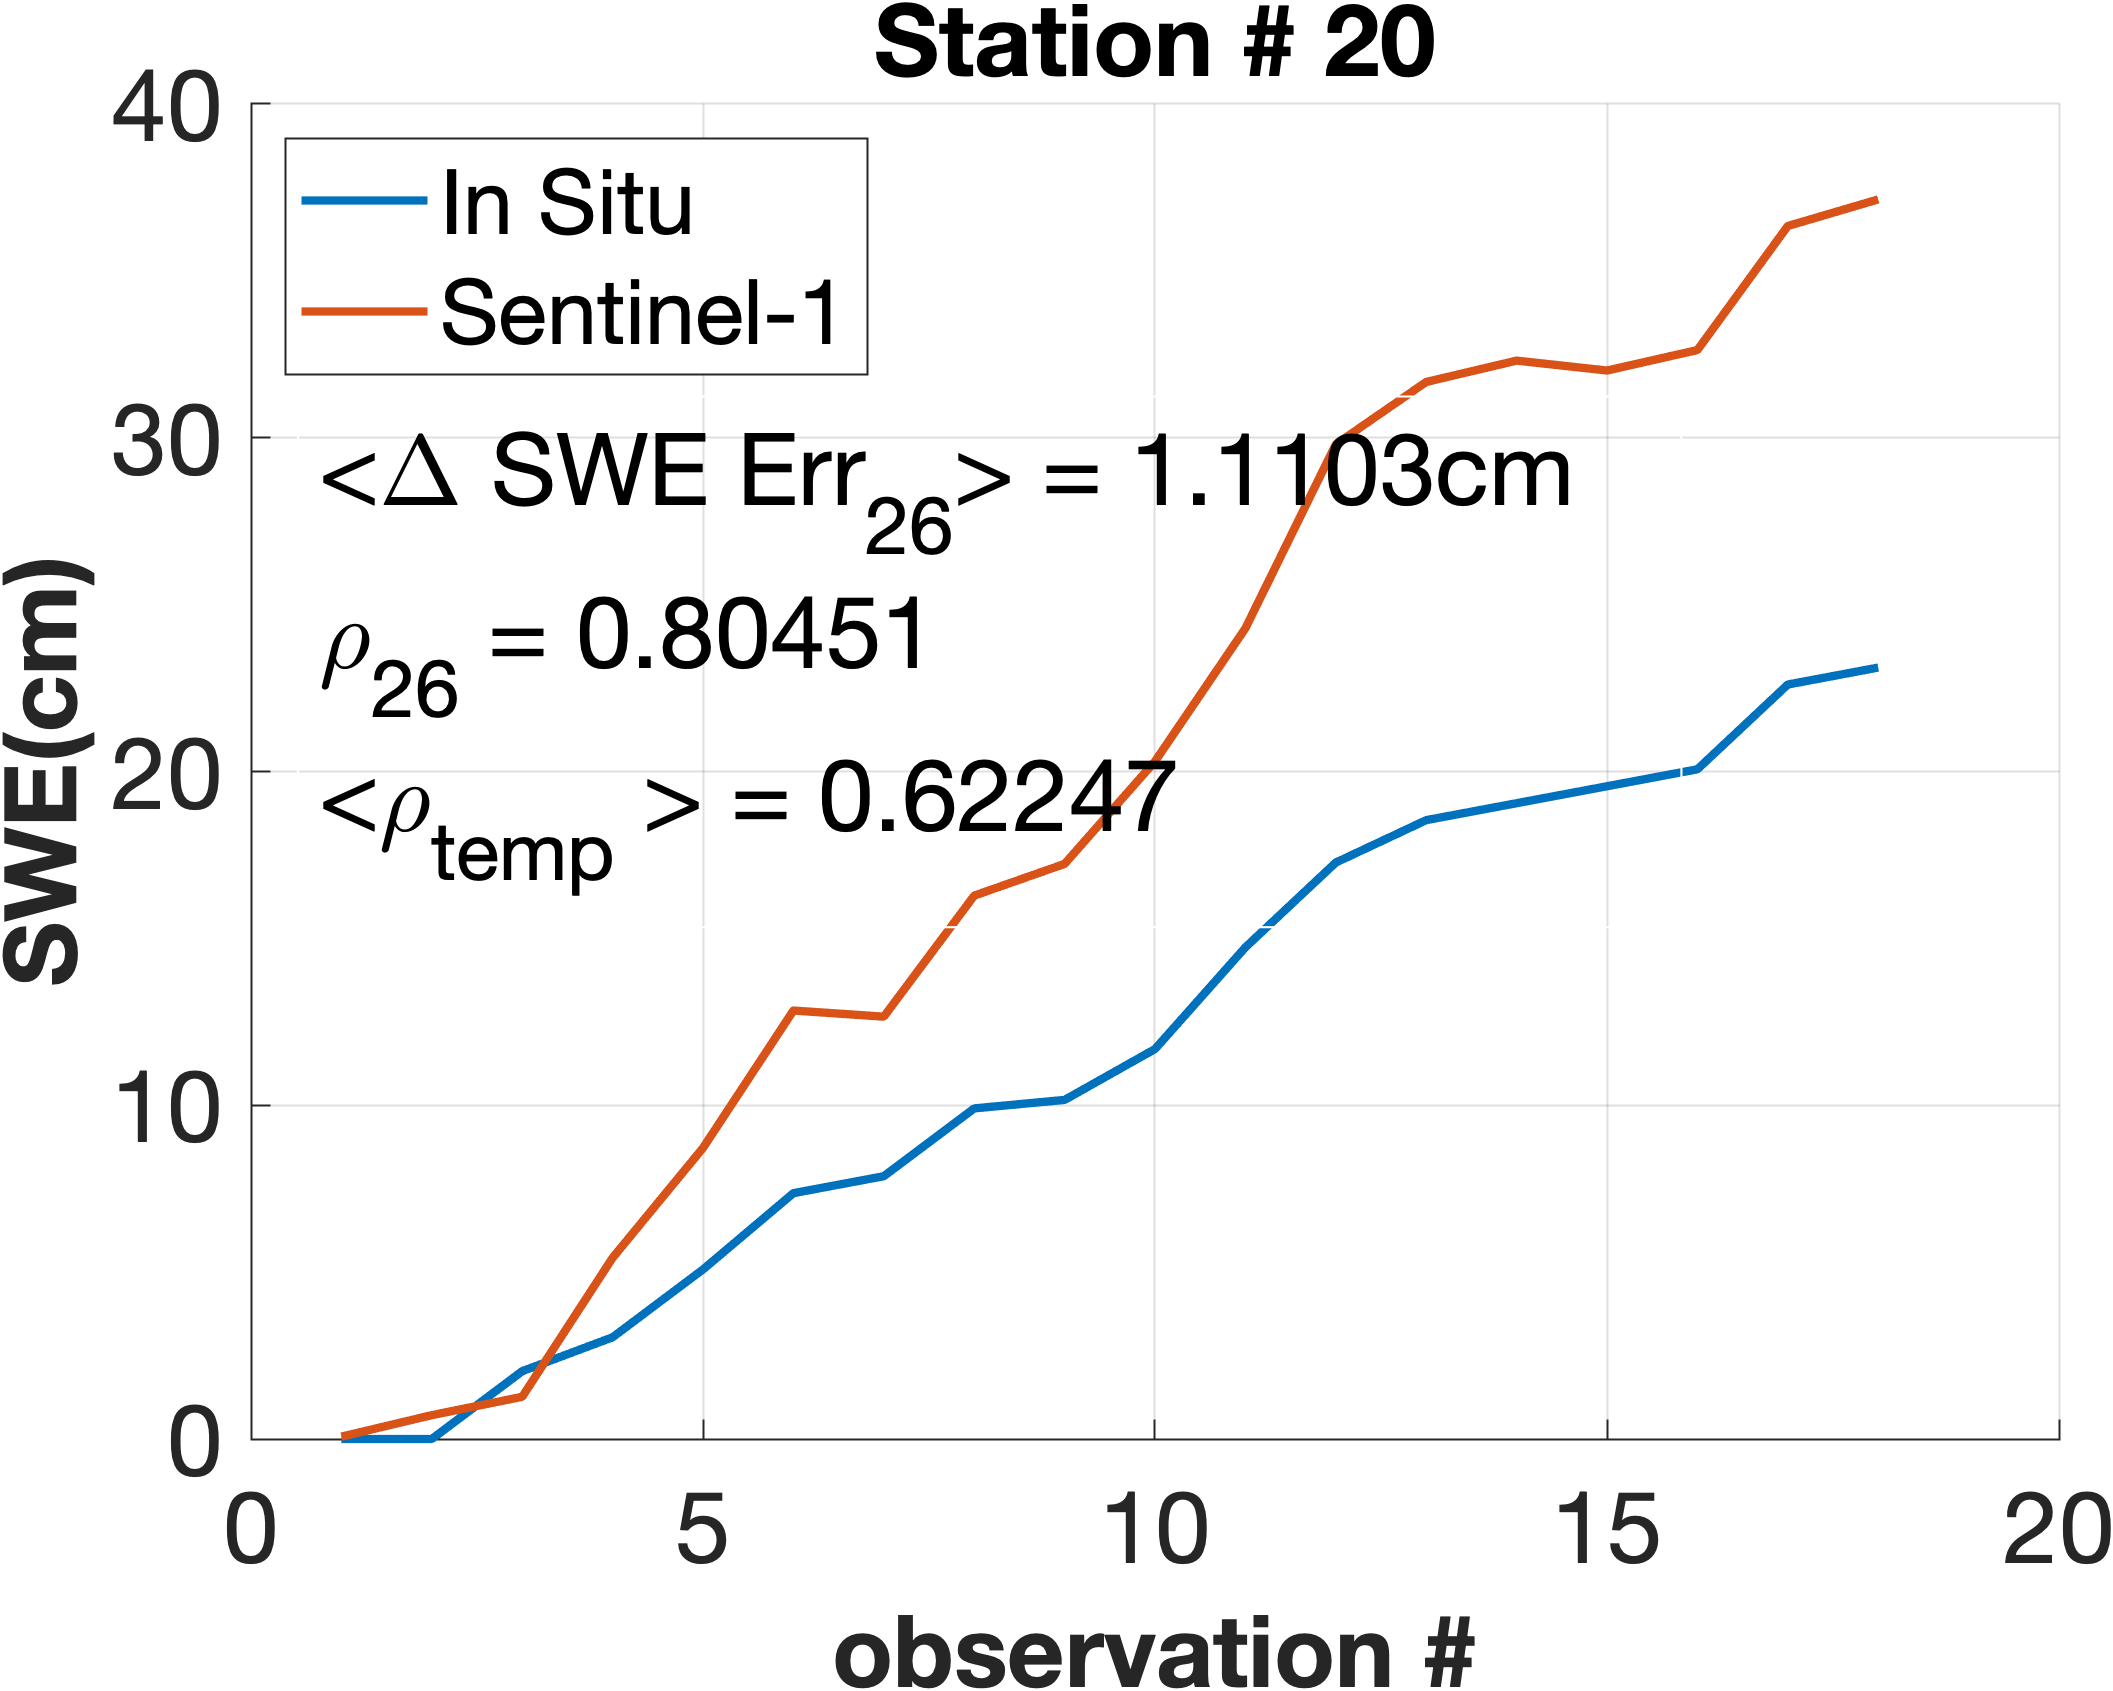 Station # 20
40
30
20
10
0
SWE(cm)
In Situ
Sentinel-1
<Δ SWE Err26> = 1.1103cm
ρ26 = 0.80451
<ρtemp > = 0.62247
0 5 10 15 20
observation #